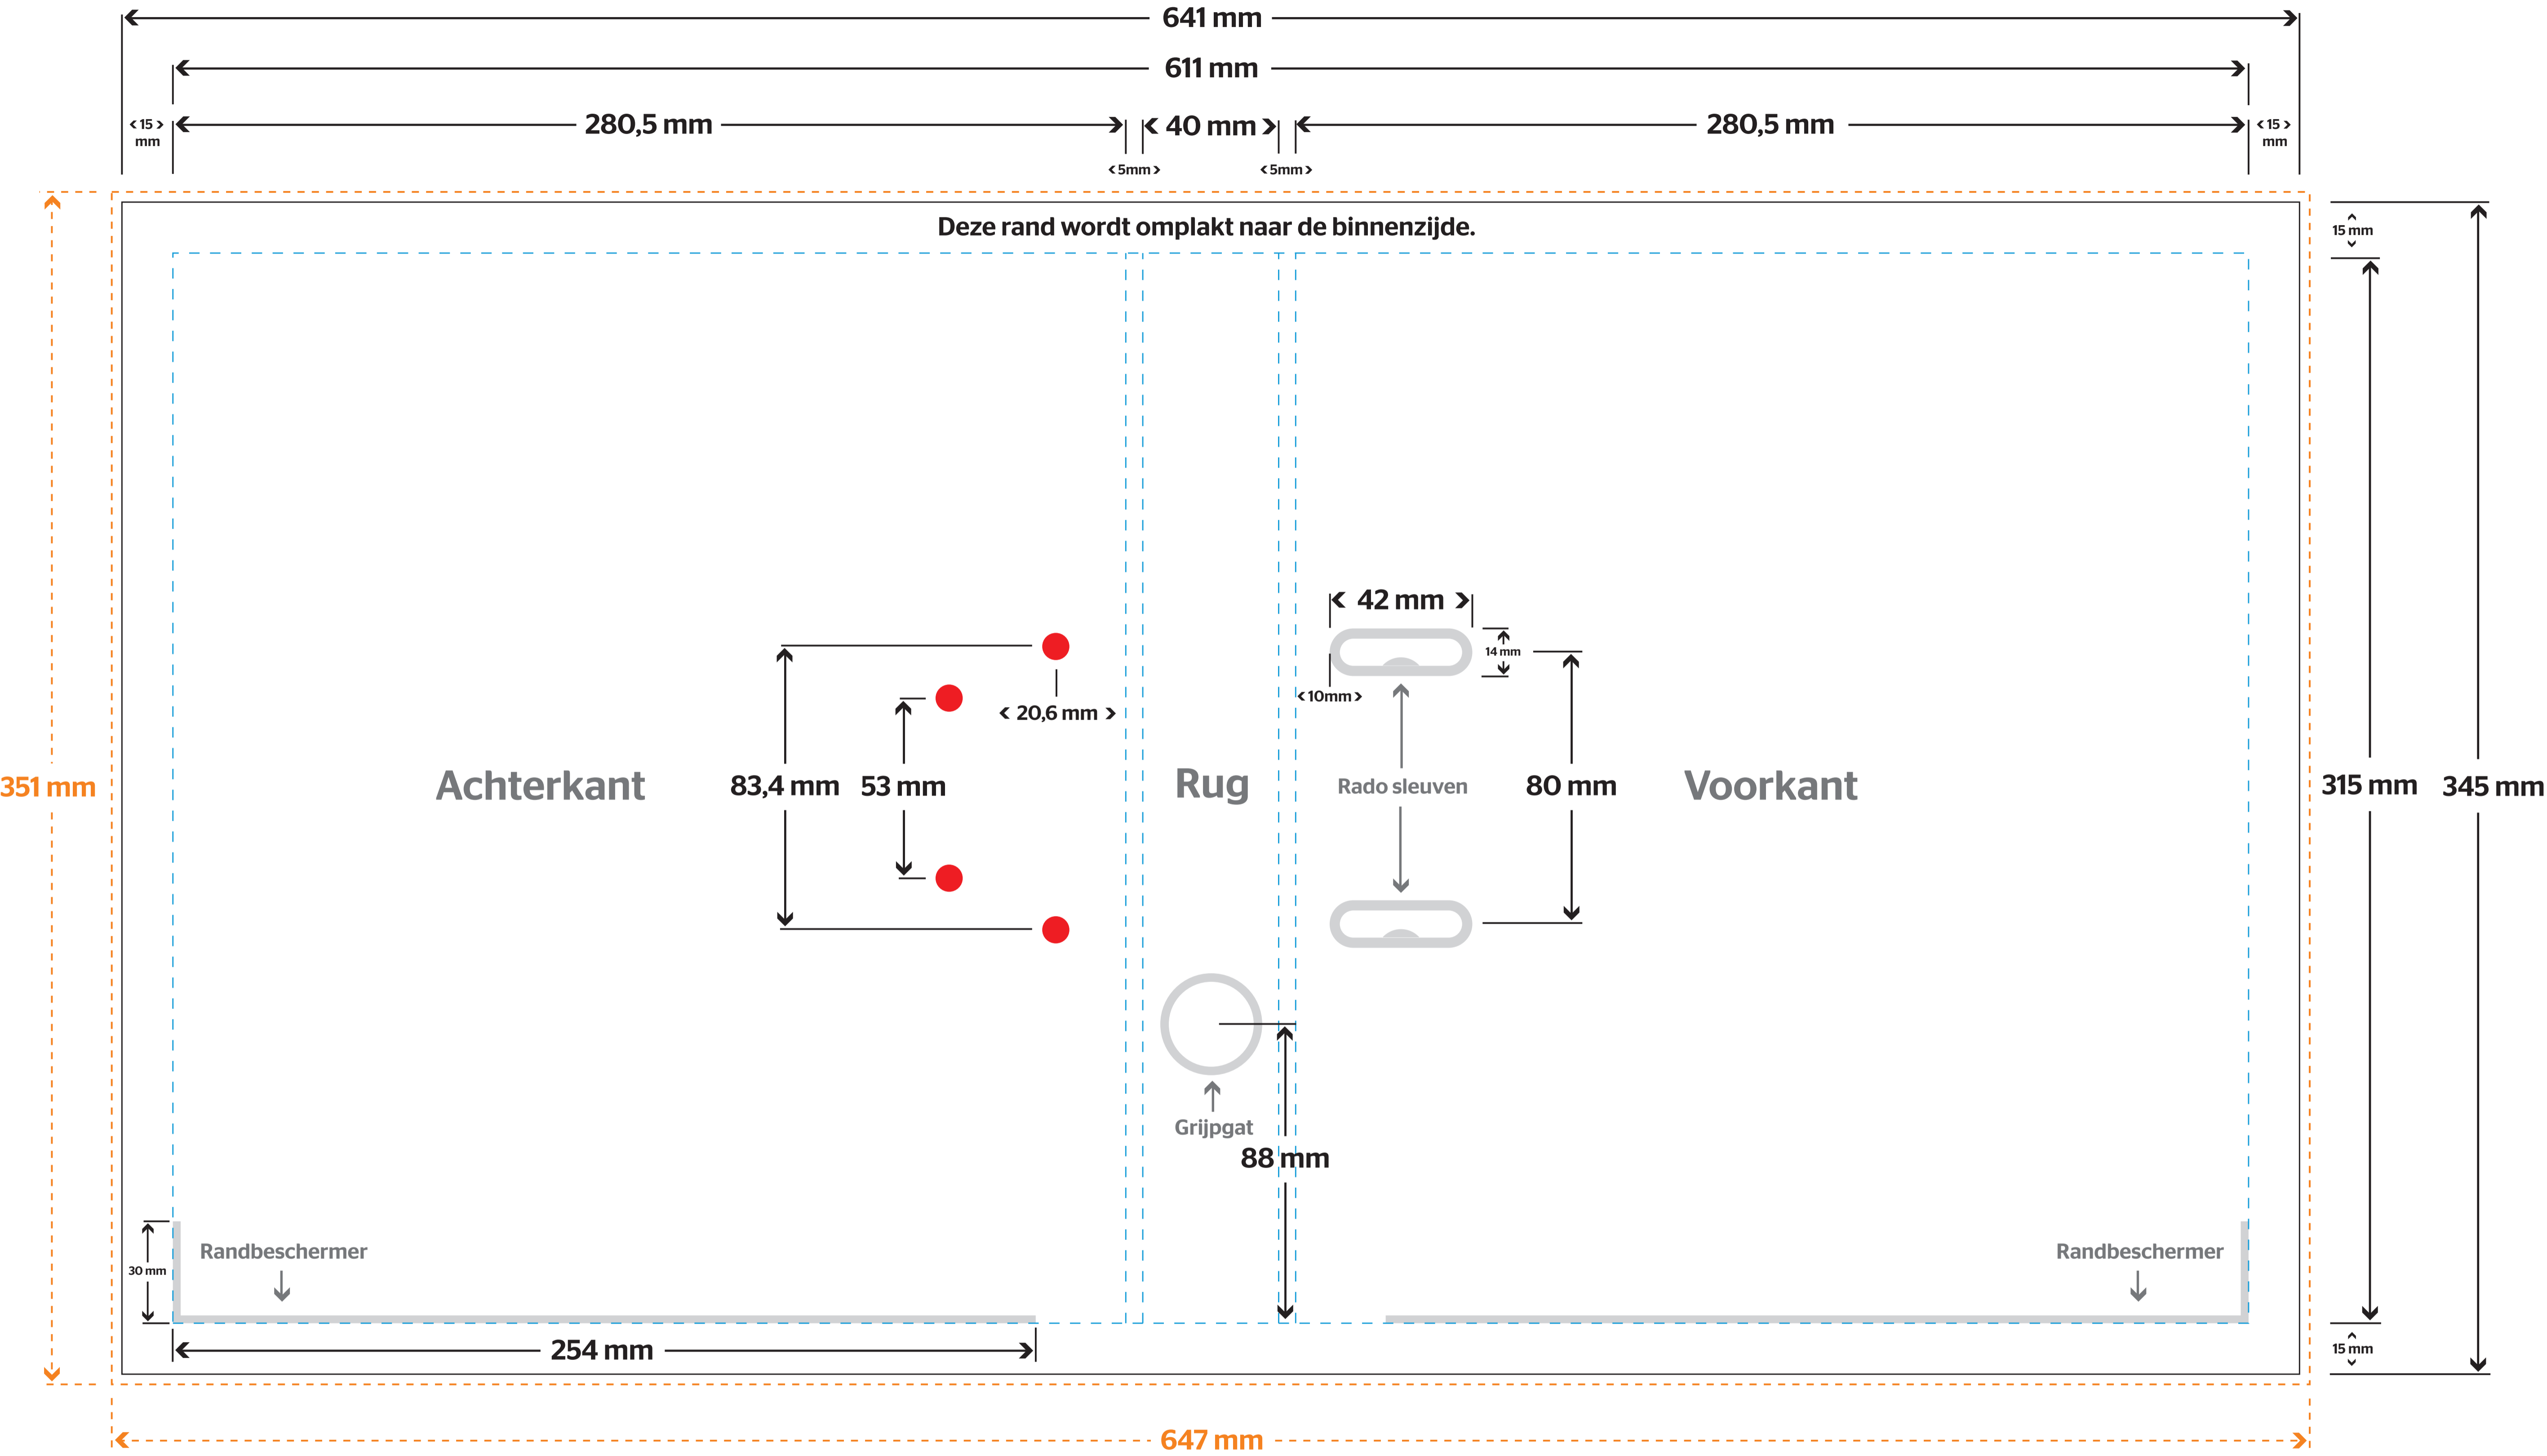 641 mm
611 mm
15
mm
280,5 mm
40 mm
280,5 mm
15
mm
5mm
5mm
Deze rand wordt omplakt naar de binnenzijde.
15 mm
42 mm
14 mm
10mm
20,6 mm
351 mm
Achterkant
83,4 mm
53 mm
Rug
Rado sleuven
80 mm
Voorkant
315 mm
345 mm
Grijpgat
88 mm
Randbeschermer
30 mm
Randbeschermer
254 mm
15 mm
647 mm